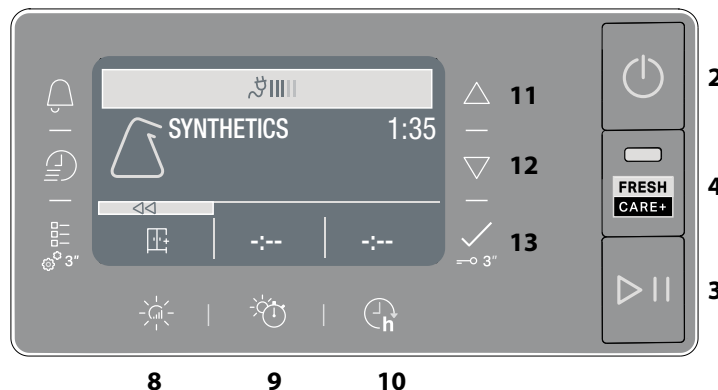 2
11
SYNTHETICS 1:35
12
FRESH
CARE+
4
-:-- -:--
13
3"
3"
3
h
8 9 10